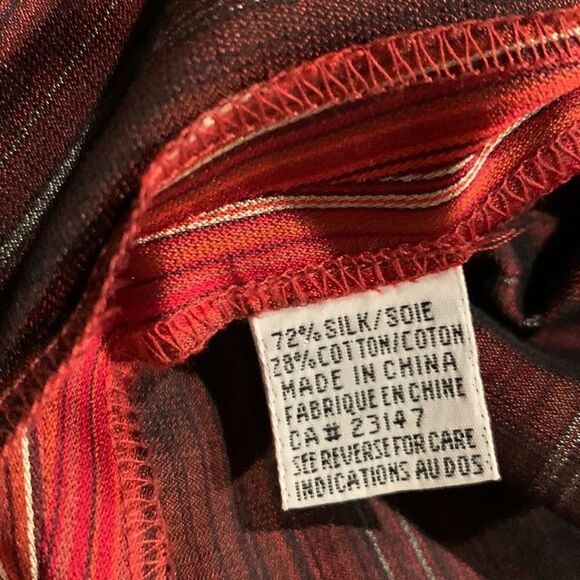 72% SILK/SOIE
28% COTTON/COTON
MADE IN CHINA
FABRIQUE EN CHINE
CA# 23147
SEE REVERSE FOR CARE
INDICATIONS AU DOS